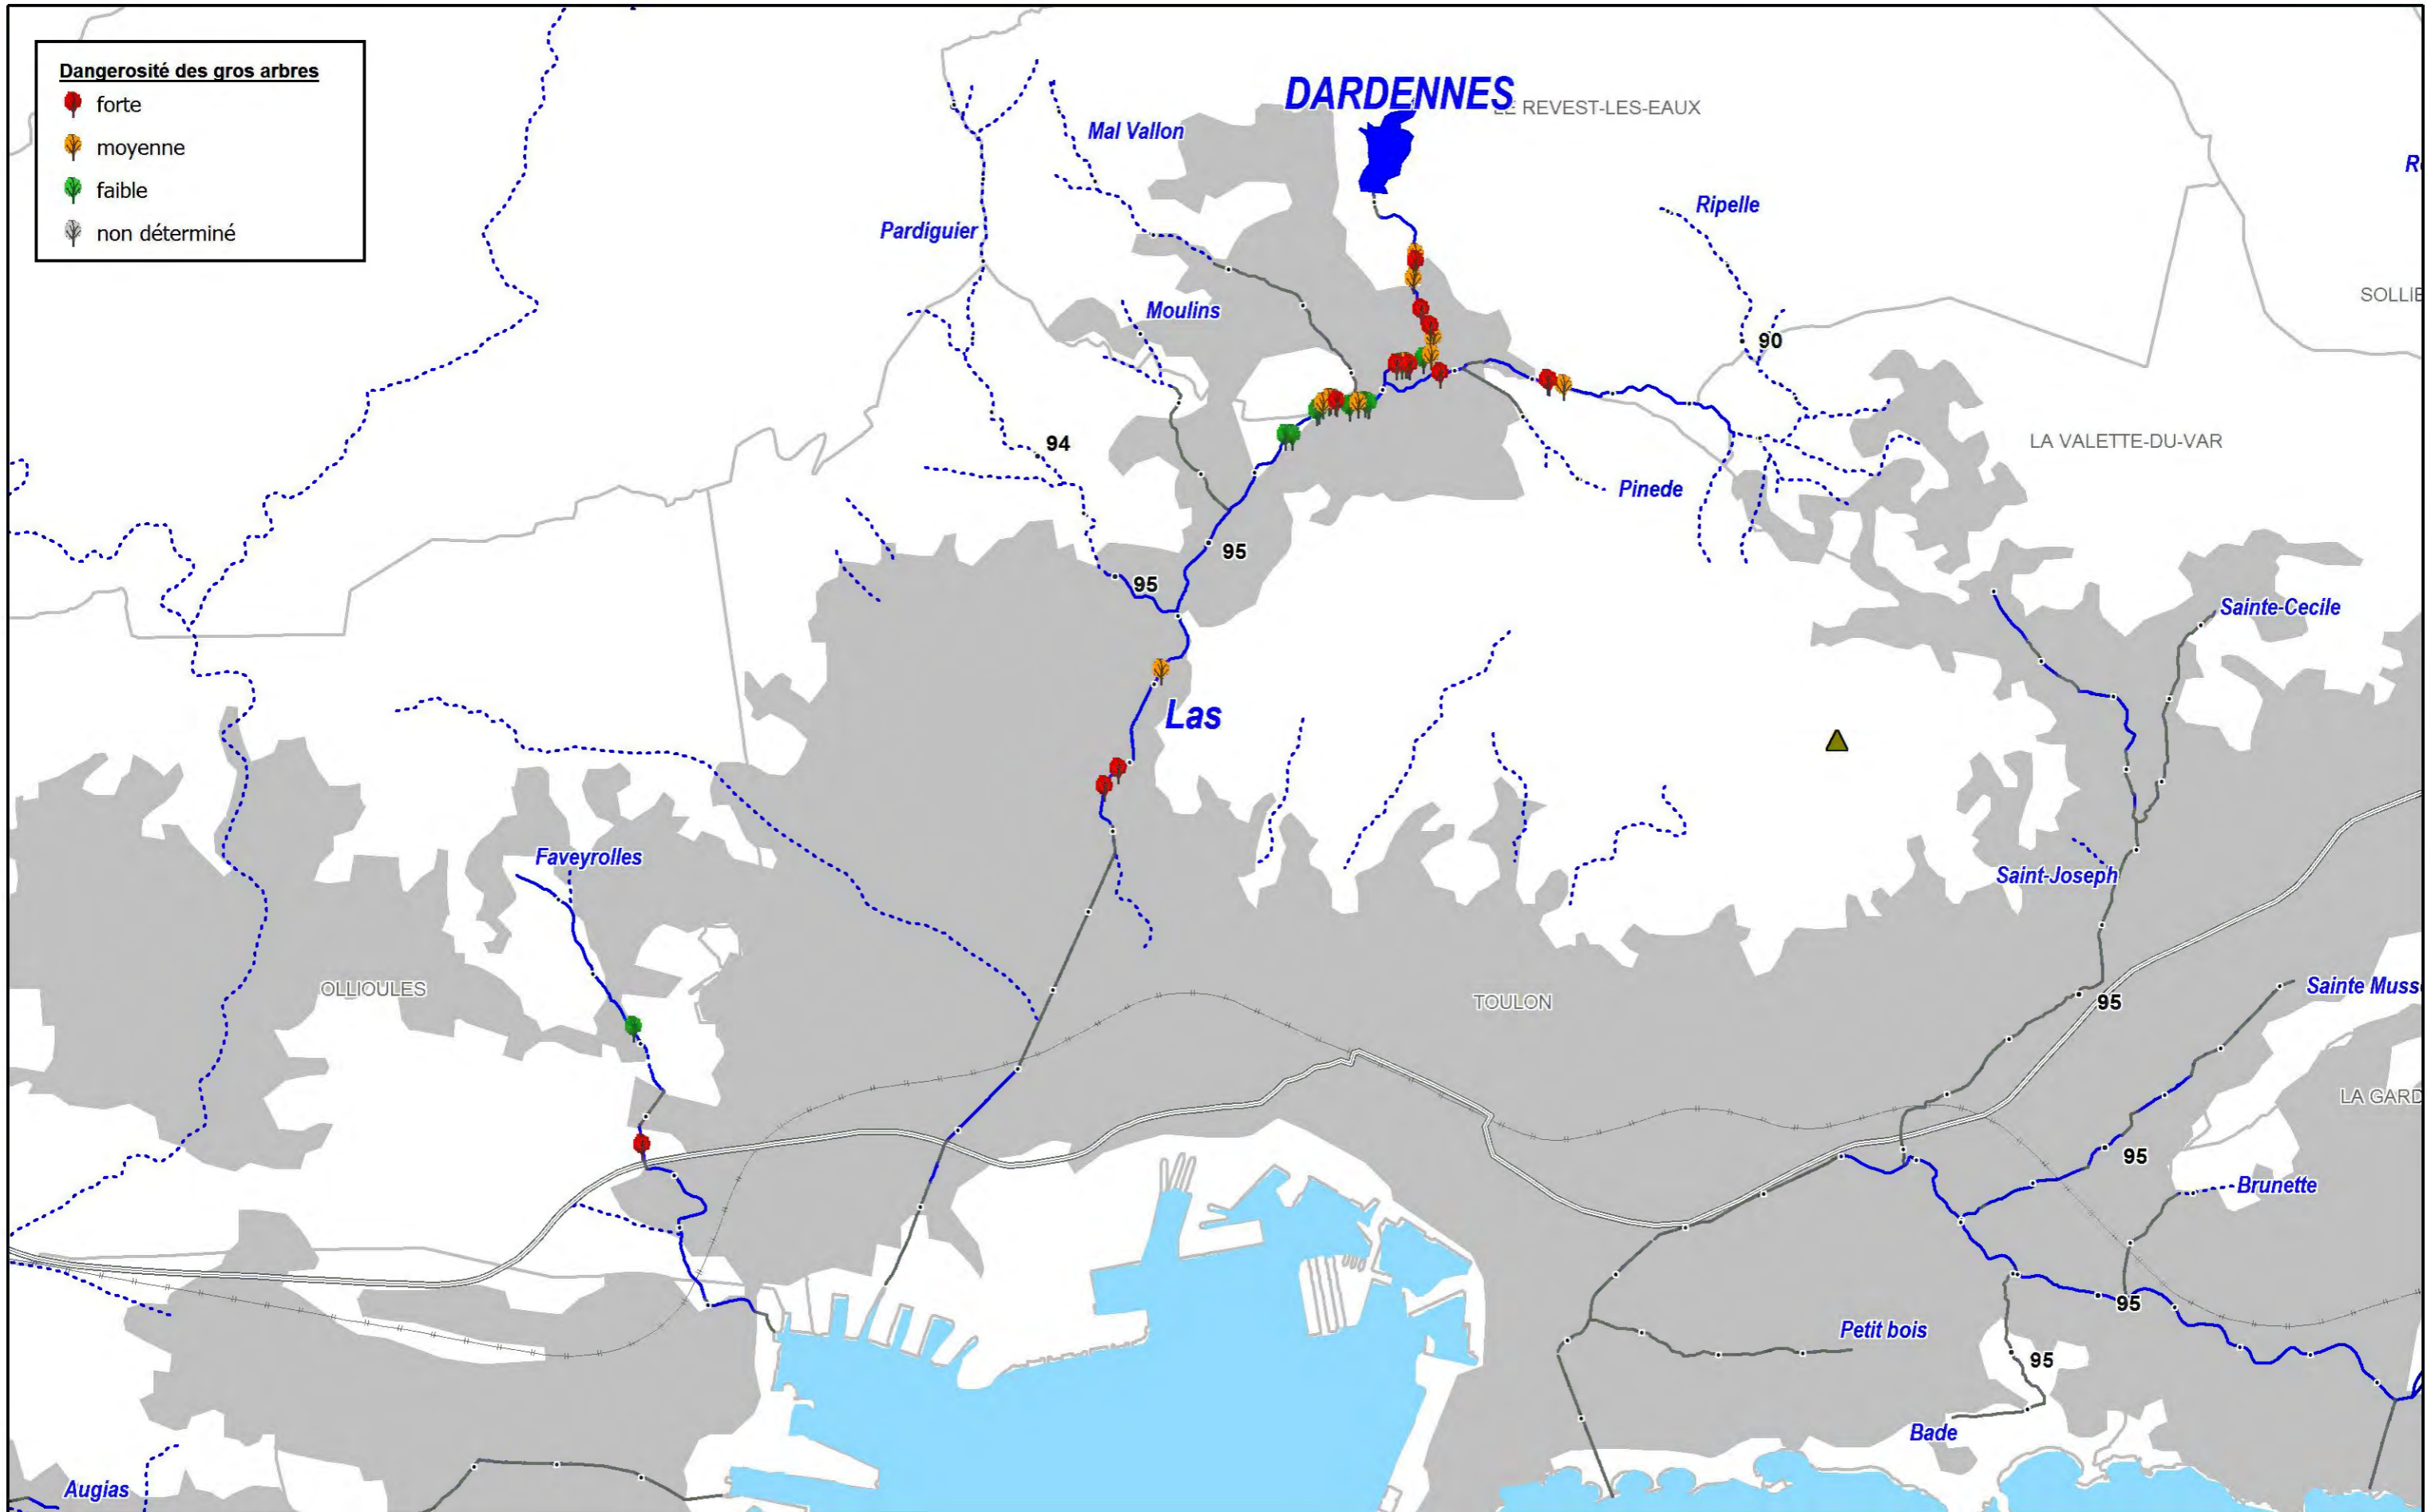 Dangerosité des gros arbres
forte
moyenne
faible
non déterminé
DARDENNES
LE REVEST-LES-EAUX
Mal Vallon
Ripelle
Pardiguier
SOLLIE
Moulins
90
94
LA VALETTE-DU-VAR
Pinede
95
95
Sainte-Cecile
Las
Faveyrolles
Saint-Joseph
OLLIOULES
TOULON
95
Sainte Muss
LA GARD
95
Brunette
95
Petit bois
95
Bade
Augias